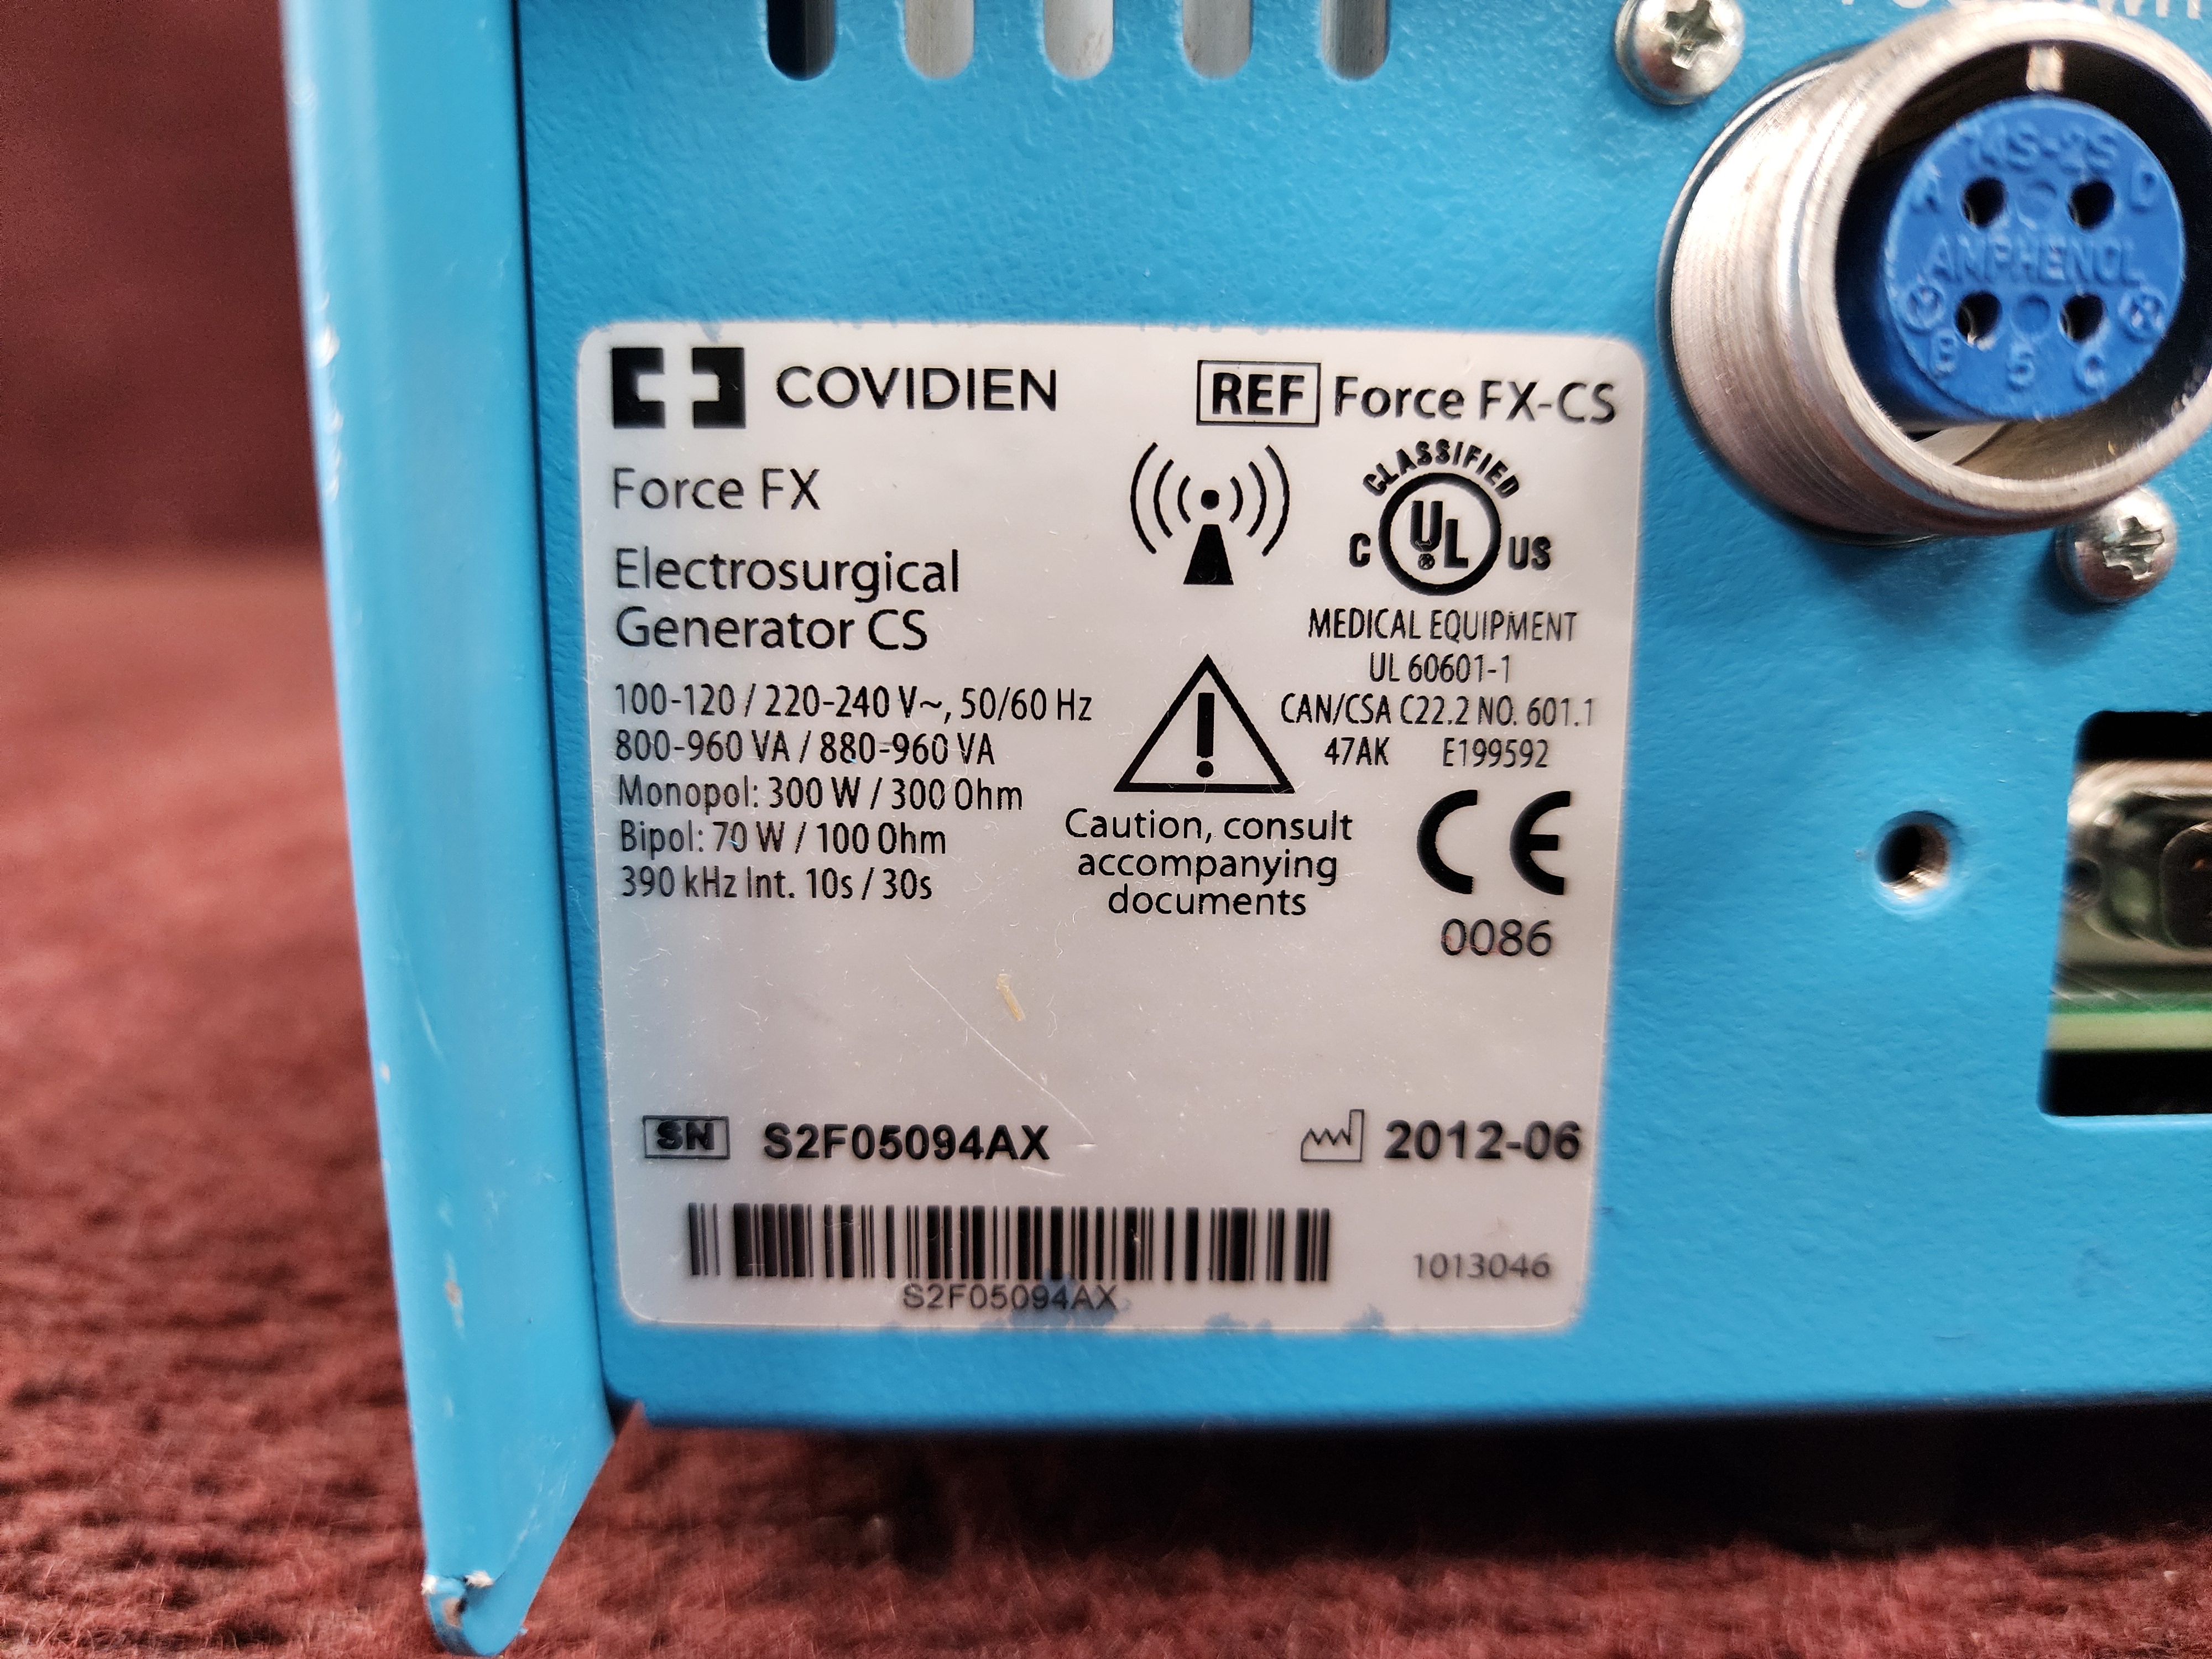 COVIDIEN
REF Force FX-CS
Force FX
Electrosurgical
Generator CS
100-120 / 220-240 V~, 50/60 Hz
800-960 VA / 880-960 VA
Monopol: 300 W / 300 Ohm
Bipol: 70 W / 100 Ohm
390 kHz Int. 10s / 30s
CLASSIFIED
C UL ® US
MEDICAL EQUIPMENT
UL 60601-1
CAN/CSA C22.2 NO. 601.1
47AK E199592
Caution, consult
accompanying
documents
CE
0086
SN S2F05094AX
2012-06
S2F05094AX
1013046
14S-2S
A D
AMPHENOL
B 5 C